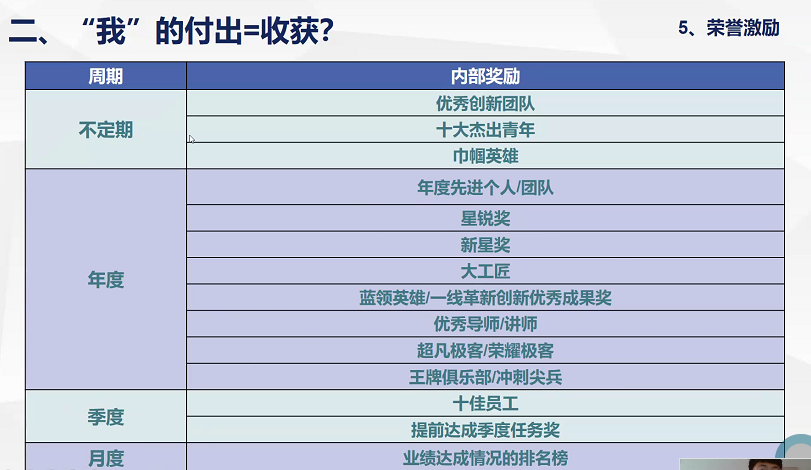 二、“我”的付出=收获？
5、荣誉激励
周期
内部奖励
不定期
优秀创新团队
十大杰出青年
巾帼英雄
年度
年度先进个人/团队
星锐奖
新星奖
大工匠
蓝领英雄/一线革新创新优秀成果奖
优秀导师/讲师
超凡极客/荣耀极客
王牌俱乐部/冲刺尖兵
季度
十佳员工
提前达成季度任务奖
月度
业绩达成情况的排名榜